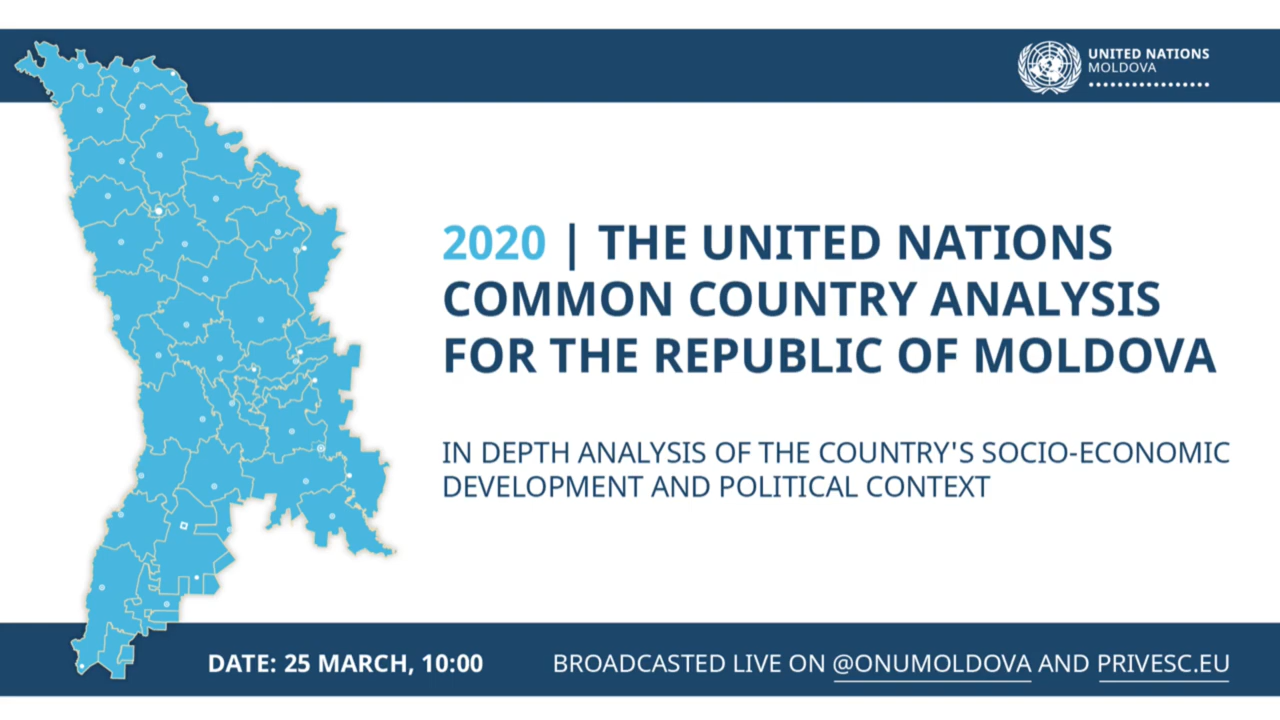 UNITED NATIONS
MOLDOVA
2020 | THE UNITED NATIONS
COMMON COUNTRY ANALYSIS
FOR THE REPUBLIC OF MOLDOVA
IN DEPTH ANALYSIS OF THE COUNTRY'S SOCIO-ECONOMIC
DEVELOPMENT AND POLITICAL CONTEXT
DATE: 25 MARCH, 10:00
BROADCASTED LIVE ON @ONUMOLDOVA AND PRIVESC.EU